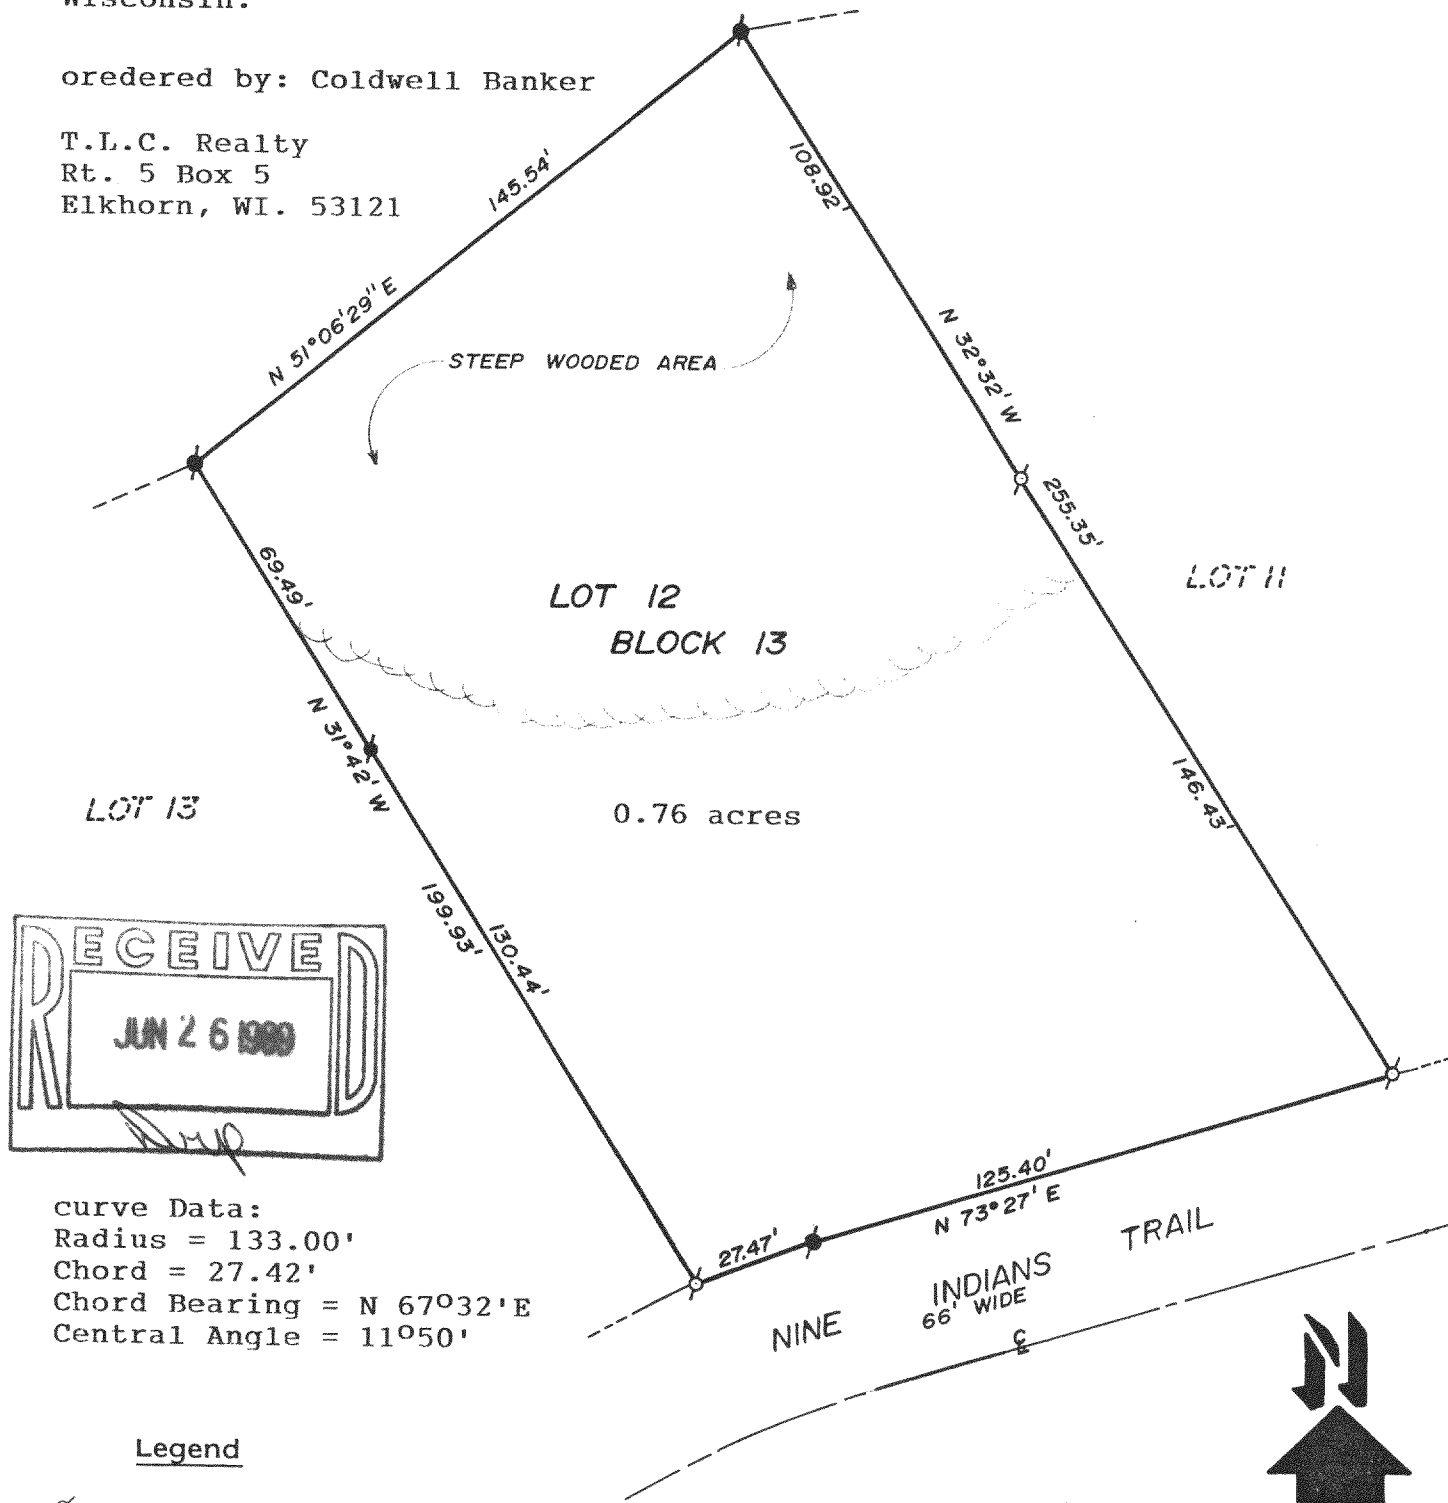 Wisconsin.
oredered by: Coldwell Banker
T.L.C. Realty
Rt. 5 Box 5
Elkhorn, WI. 53121
145.54'
N 51°06'29" E
108.92'
N 32°32' W
255.35'
146.43'
STEEP WOODED AREA
69.49'
N 31°42' W
199.93'
130.44'
LOT 12
BLOCK 13
LOT 11
LOT 13
0.76 acres
RECEIVED
JUN 26 1989
125.40'
N 73°27' E
27.47'
NINE INDIANS TRAIL
66' WIDE
℄
curve Data:
Radius = 133.00'
Chord = 27.42'
Chord Bearing = N 67°32'E
Central Angle = 11°50'
Legend
N